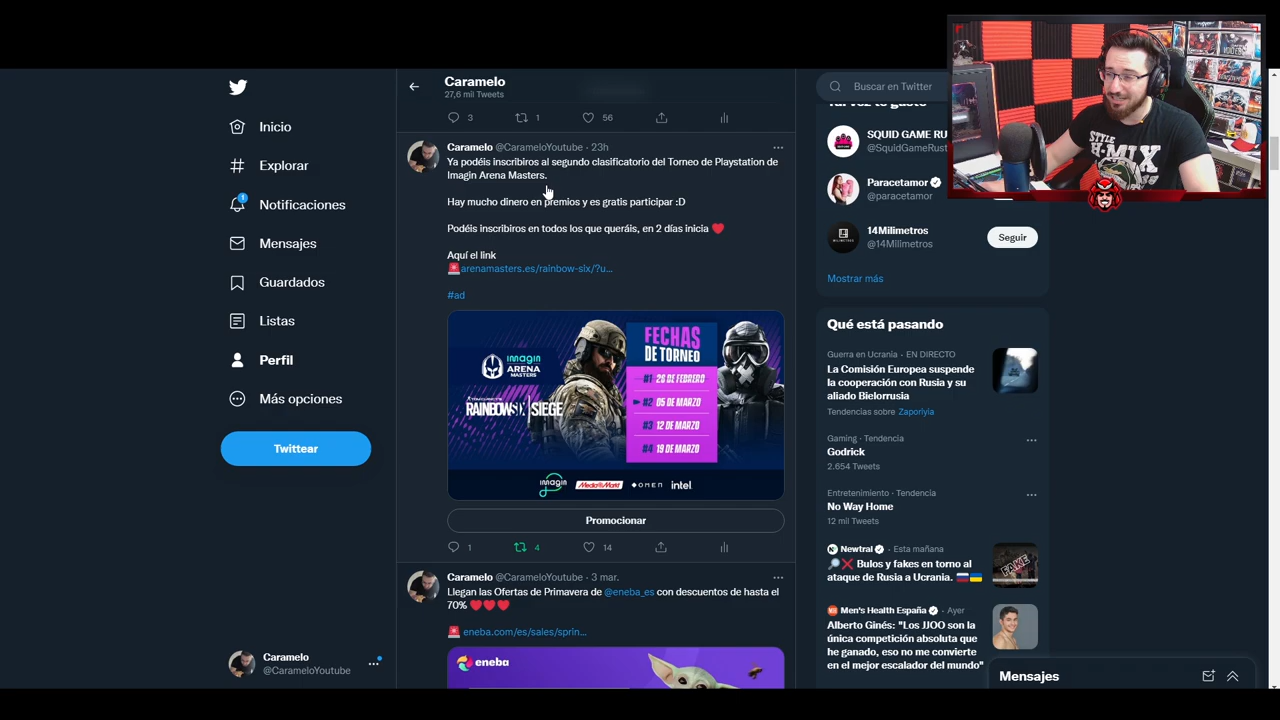 Inicio
Explorar
1
Notificaciones
Mensajes
Guardados
Listas
Perfil
Más opciones
Twittear
Caramelo
@CarameloYoutube
Caramelo
27,6 mil Tweets
3 1 56
Caramelo @CarameloYoutube · 23h
Ya podéis inscribiros al segundo clasificatorio del Torneo de Playstation de
Imagin Arena Masters.
Hay mucho dinero en premios y es gratis participar :D
Podéis inscribiros en todos los que queráis, en 2 días inicia ❤️
Aquí el link
🚨arenamasters.es/rainbow-six/?u...
#ad
imagin
ARENA
MASTERS
RAINBOW SIX | SIEGE
FECHAS
DE TORNEO
#1 26 DE FEBRERO
#2 05 DE MARZO
#3 12 DE MARZO
#4 19 DE MARZO
imagin MediaMarkt OMEN intel
Promocionar
1 4 14
Caramelo @CarameloYoutube · 3 mar.
Llegan las Ofertas de Primavera de @eneba_es con descuentos de hasta el
70% ❤️❤️❤️
🚨 eneba.com/es/sales/sprin...
eneba
Buscar en Twitter
Tal vez te guste
SQUID GAME RU
@SquidGameRust
Paracetamor
@paracetamor
14Milimetros
@14Milimetros
Seguir
Mostrar más
Qué está pasando
Guerra en Ucrania · EN DIRECTO
La Comisión Europea suspende
la cooperación con Rusia y su
aliado Bielorrusia
Tendencias sobre Zaporiyia
Gaming · Tendencia
Godrick
2.654 Tweets
Entretenimiento · Tendencia
No Way Home
12 mil Tweets
Newtral · Esta mañana
🔎❌ Bulos y fakes en torno al
ataque de Rusia a Ucrania. 🇷🇺🇺🇦
FAKE
Men's Health España · Ayer
Alberto Ginés: "Los JJOO son la
única competición absoluta que
he ganado, eso no me convierte
en el mejor escalador del mundo"
Mensajes
STYLE
H-MIX